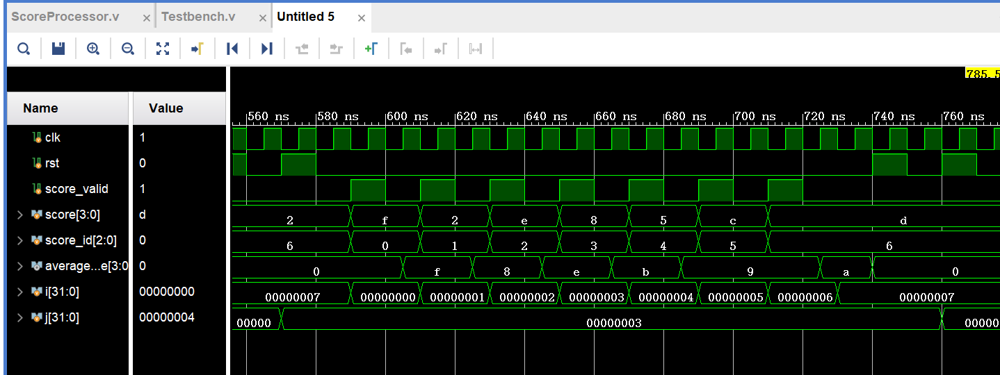 ScoreProcessor.v × Testbench.v × Untitled 5 ×
785.5
Name Value 560 ns 580 ns 600 ns 620 ns 640 ns 660 ns 680 ns 700 ns 720 ns 740 ns 760 ns
clk 1
rst 0
score_valid 1
score[3:0] d 2 f 2 e 8 5 c d
score_id[2:0] 0 6 0 1 2 3 4 5 6
average...e[3:0 0 0 f 8 e b 9 a 0
i[31:0] 00000000 00000007 00000000 00000001 00000002 00000003 00000004 00000005 00000006 00000007
j[31:0] 00000004 00000 00000003 00000